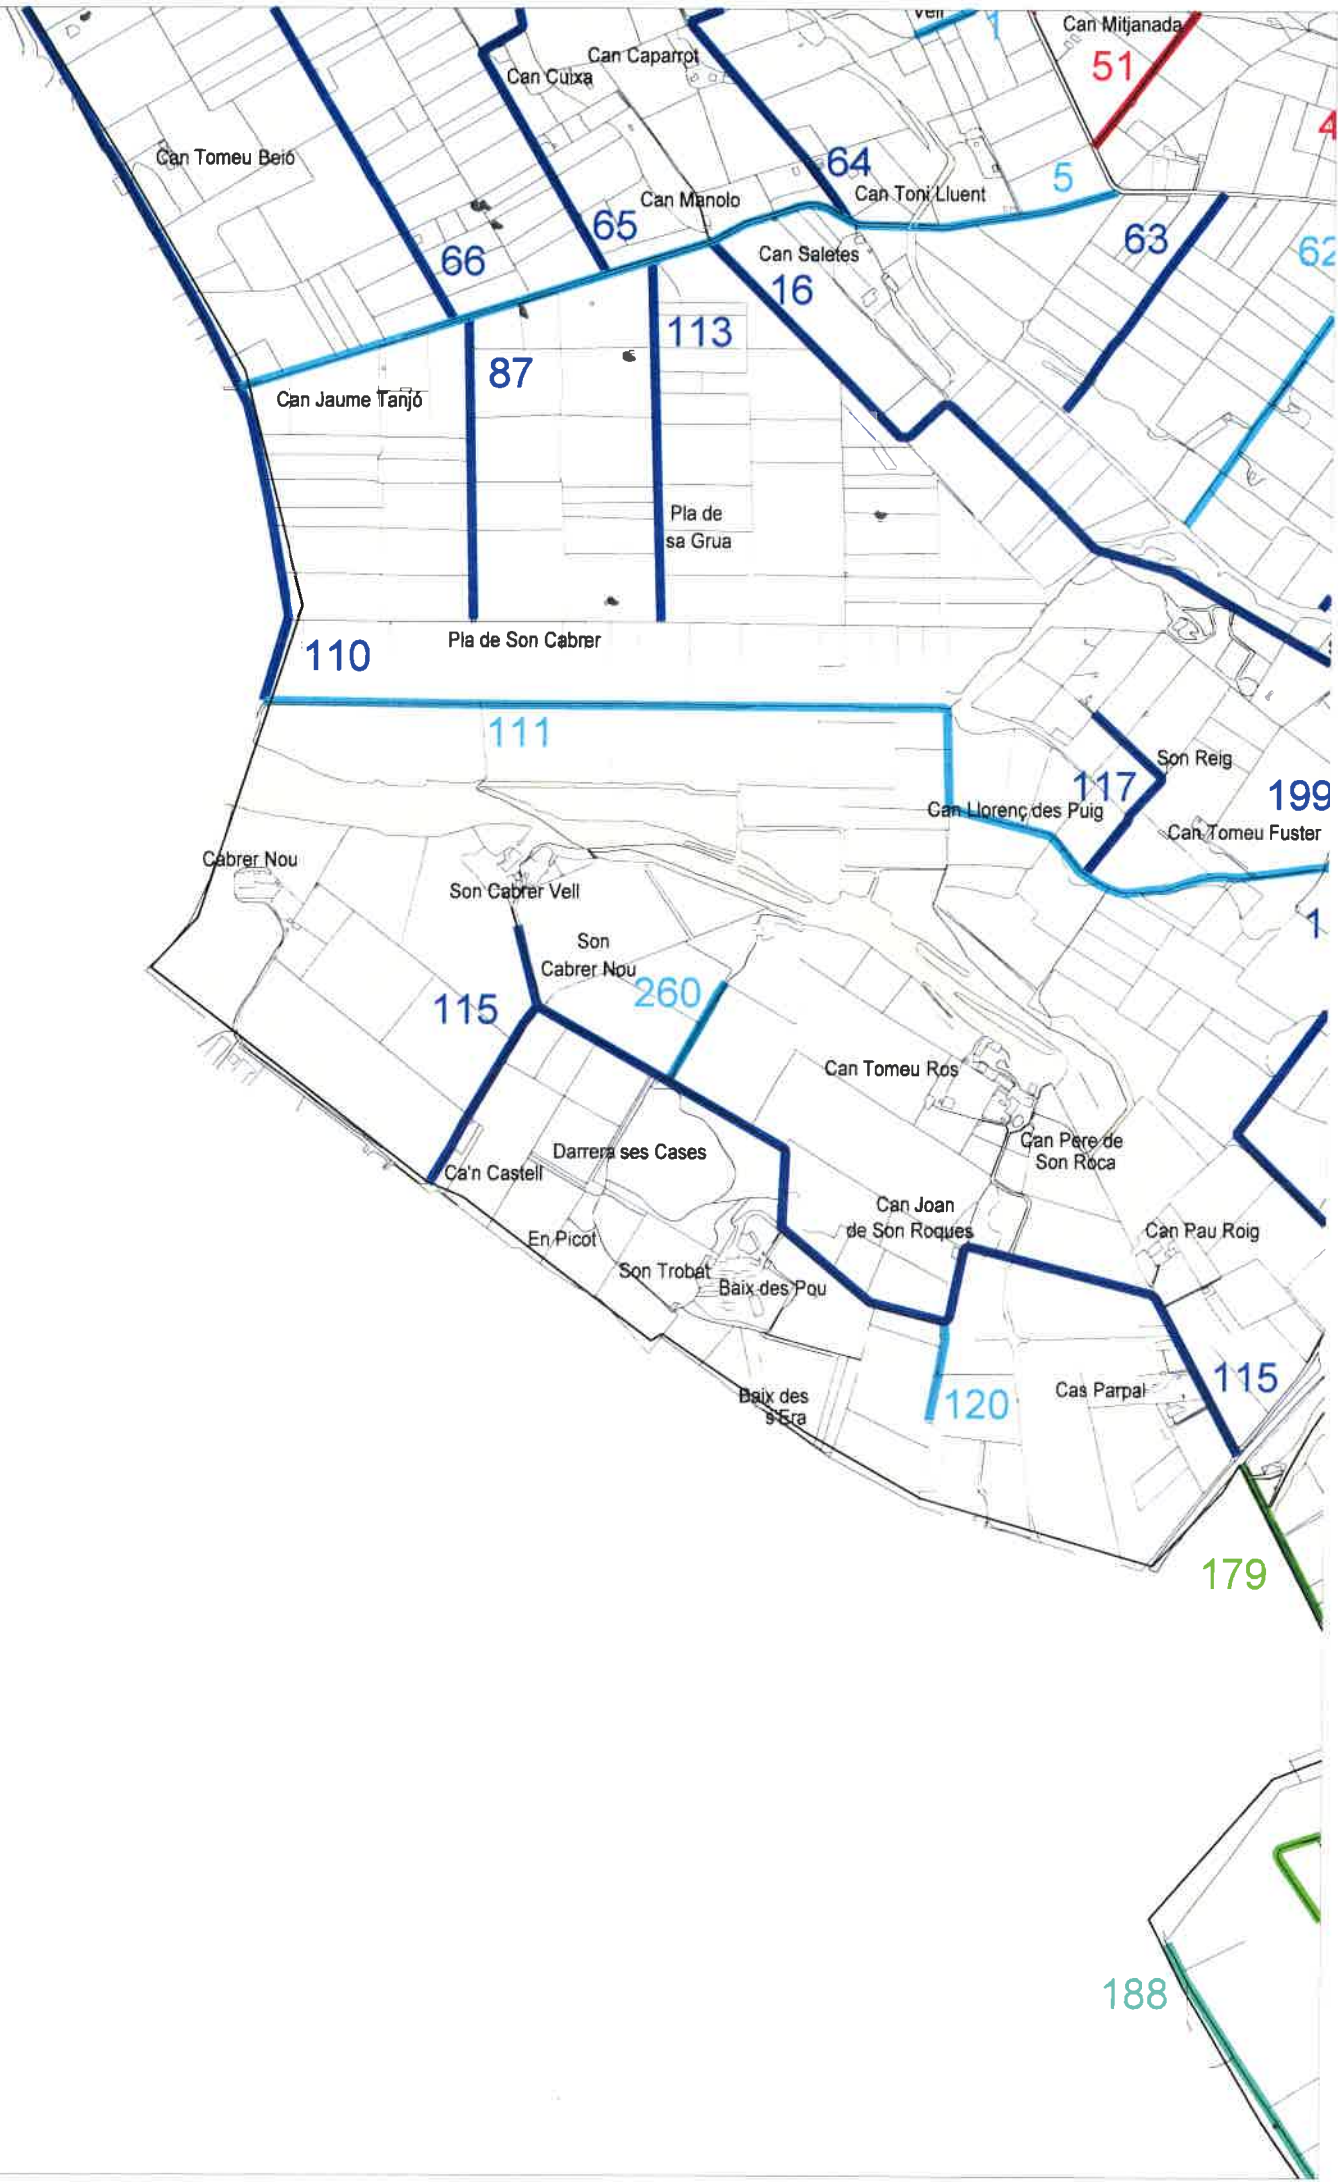 Vell
1
Can Mitjanada
51
4
Can Caparrot
Can Cuixa
Can Tomeu Beió
64
5
Can Toni Lluent
Can Manolo
65
66
Can Saletes
16
63
62
113
87
Can Jaume Tanjó
Pla de
sa Grua
Pla de Son Cabrer
110
111
Son Reig
117
199
Can Llorenç des Puig
Can Tomeu Fuster
Cabrer Nou
Son Cabrer Vell
1
Son
Cabrer Nou
260
115
Can Tomeu Ros
Can Pere de
Son Roca
Darrera ses Cases
Ca'n Castell
Can Joan
de Son Roques
Can Pau Roig
En Picot
Son Trobat
Baix des Pou
115
Cas Parpal
Baix des
s'Era
120
179
188